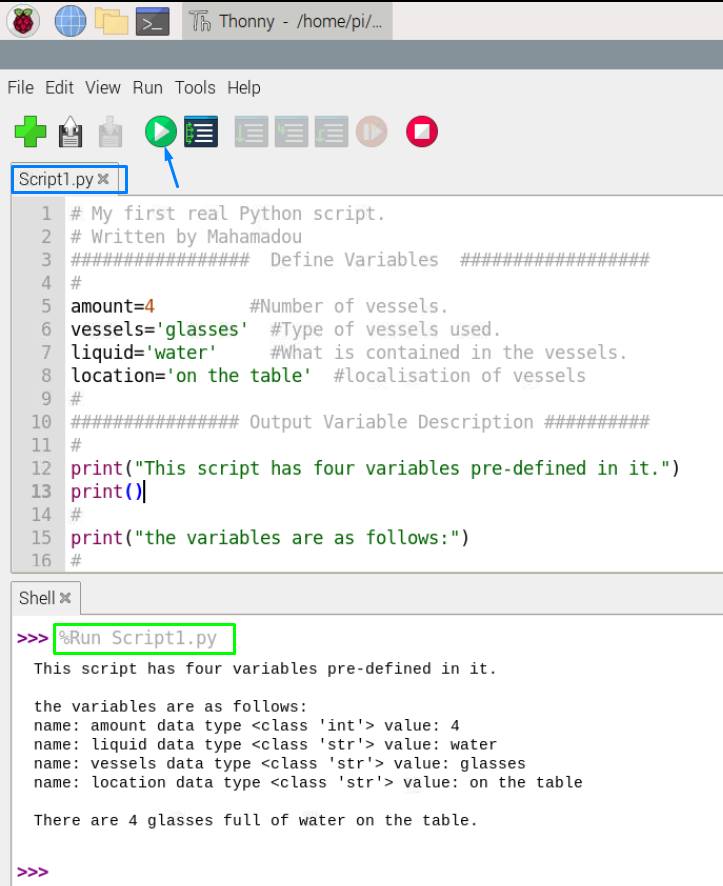 Thonny - /home/pi/…
File Edit View Run Tools Help
Script1.py
1 # My first real Python script.
2 # Written by Mahamadou
3 ################# Define Variables ##################
4 #
5 amount=4 #Number of vessels.
6 vessels='glasses' #Type of vessels used.
7 liquid='water' #What is contained in the vessels.
8 location='on the table' #localisation of vessels
9 #
10 ################ Output Variable Description ##########
11 #
12 print("This script has four variables pre-defined in it.")
13 print()
14 #
15 print("the variables are as follows:")
16 #
Shell
>>> %Run Script1.py
This script has four variables pre-defined in it.
the variables are as follows:
name: amount data type <class 'int'> value: 4
name: liquid data type <class 'str'> value: water
name: vessels data type <class 'str'> value: glasses
name: location data type <class 'str'> value: on the table
There are 4 glasses full of water on the table.
>>>